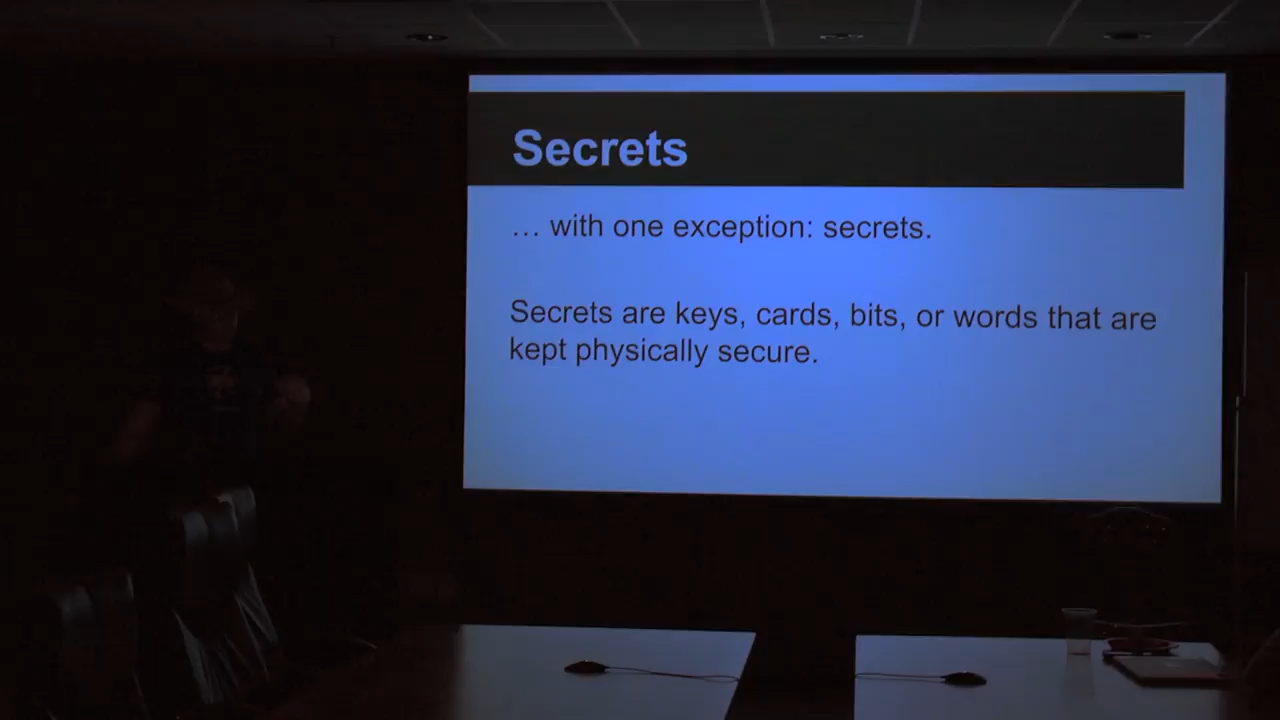 Secrets
… with one exception: secrets.
Secrets are keys, cards, bits, or words that are
kept physically secure.